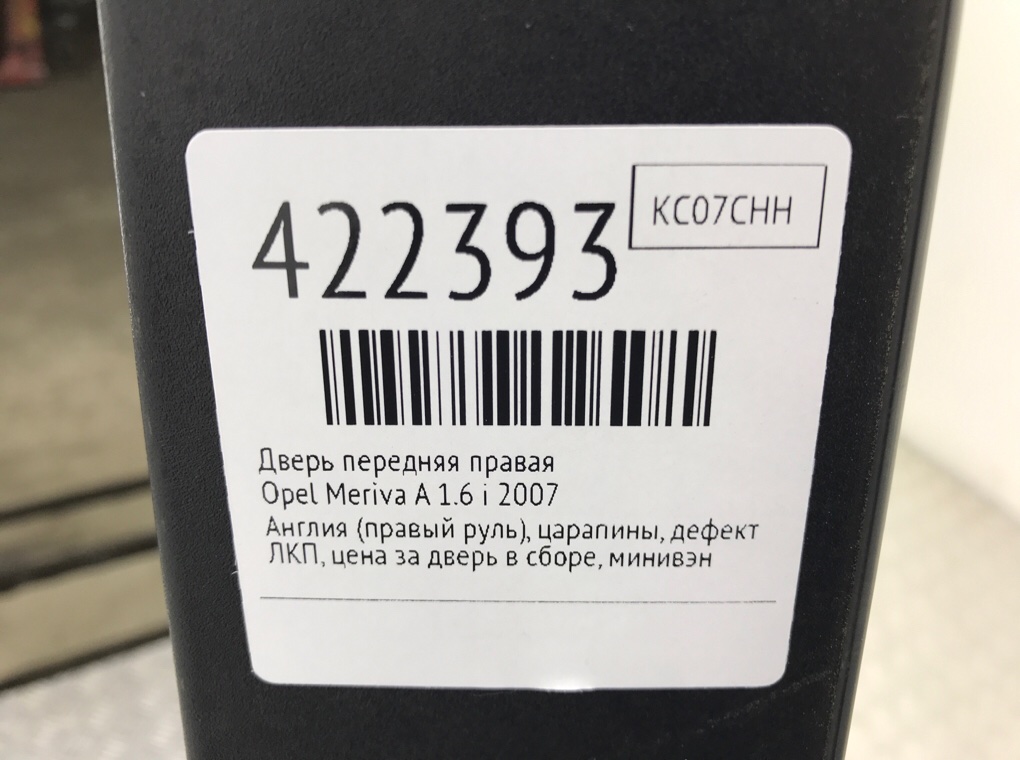 422393
KC07CHH
Дверь передняя правая
Opel Meriva A 1.6 i 2007
Англия (правый руль), царапины, дефект
ЛКП, цена за дверь в сборе, минивэн